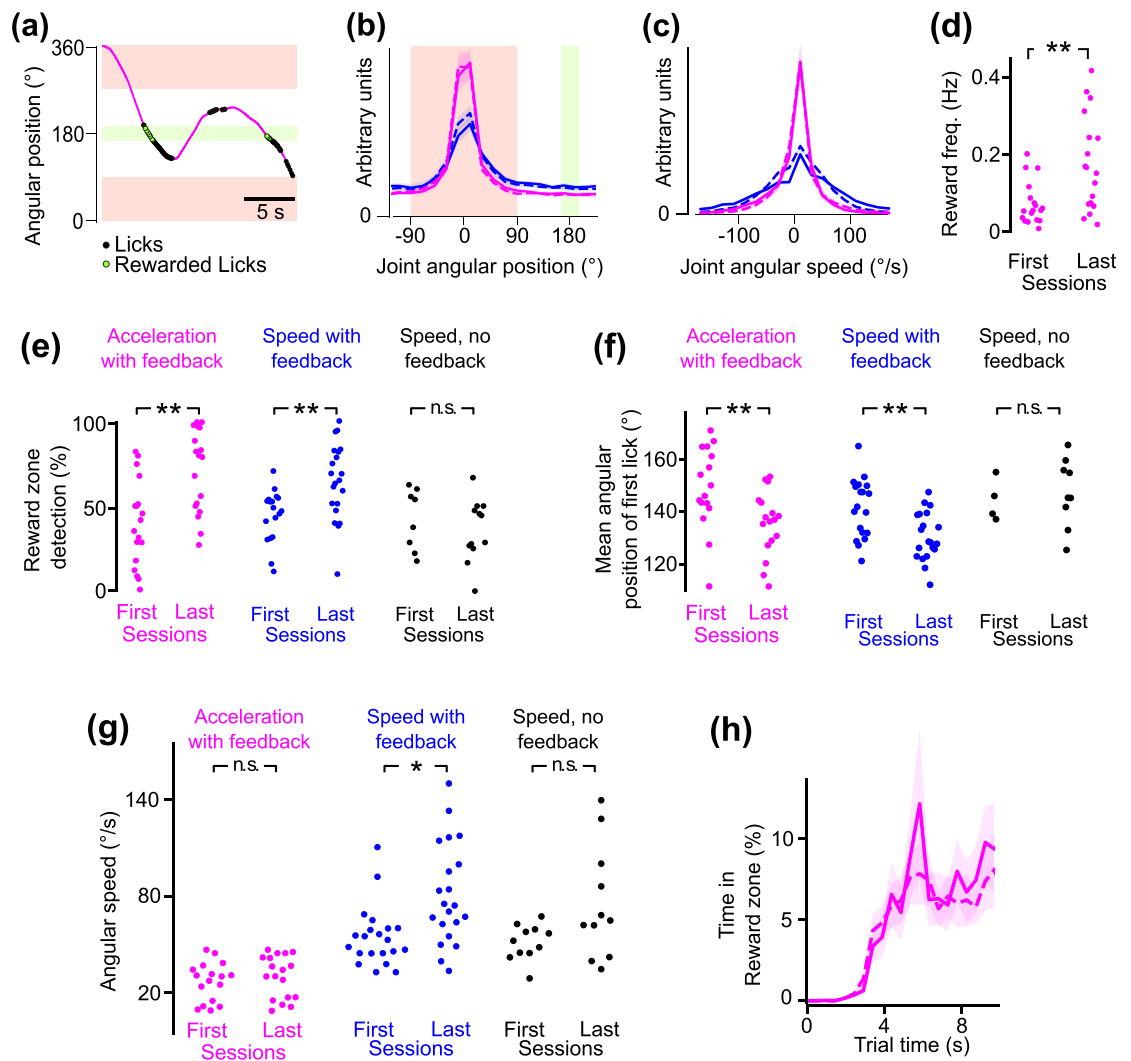 (a)
Angular position (°)
360
180
0
5 s
Licks
Rewarded Licks
(b)
Arbitrary units
0
-90 0 90 180
Joint angular position (°)
(c)
Arbitrary units
0
-100 0 100
Joint angular speed (°/s)
(d)
Reward freq. (Hz)
**
0.4
0.2
0
First Last
Sessions
(e)
Acceleration
with feedback
Speed with
feedback
Speed, no
feedback
Reward zone
detection (%)
** ** n.s.
100
50
0
First Last
Sessions
First Last
Sessions
First Last
Sessions
(f)
Acceleration
with feedback
Speed with
feedback
Speed, no
feedback
Mean angular
position of first lick (°)
** ** n.s.
160
140
120
First Last
Sessions
First Last
Sessions
First Last
Sessions
(g)
Acceleration
with feedback
Speed with
feedback
Speed, no
feedback
Angular speed (°/s)
n.s. * n.s.
140
80
20
First Last
Sessions
First Last
Sessions
First Last
Sessions
(h)
Time in
Reward zone (%)
10
5
0
0 4 8
Trial time (s)